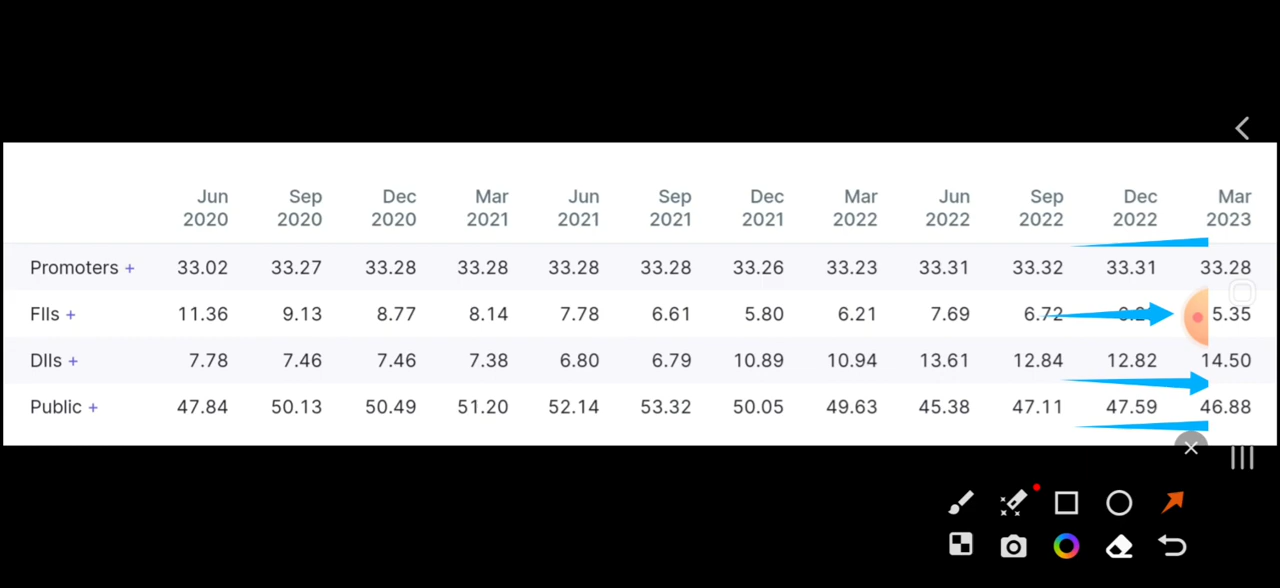 Jun Sep Dec Mar Jun Sep Dec Mar Jun Sep Dec Mar
2020 2020 2020 2021 2021 2021 2021 2022 2022 2022 2022 2023
Promoters + 33.02 33.27 33.28 33.28 33.28 33.28 33.26 33.23 33.31 33.32 33.31 33.28
FIIs + 11.36 9.13 8.77 8.14 7.78 6.61 5.80 6.21 7.69 6.72 5.35
DIIs + 7.78 7.46 7.46 7.38 6.80 6.79 10.89 10.94 13.61 12.84 12.82 14.50
Public + 47.84 50.13 50.49 51.20 52.14 53.32 50.05 49.63 45.38 47.11 47.59 46.88